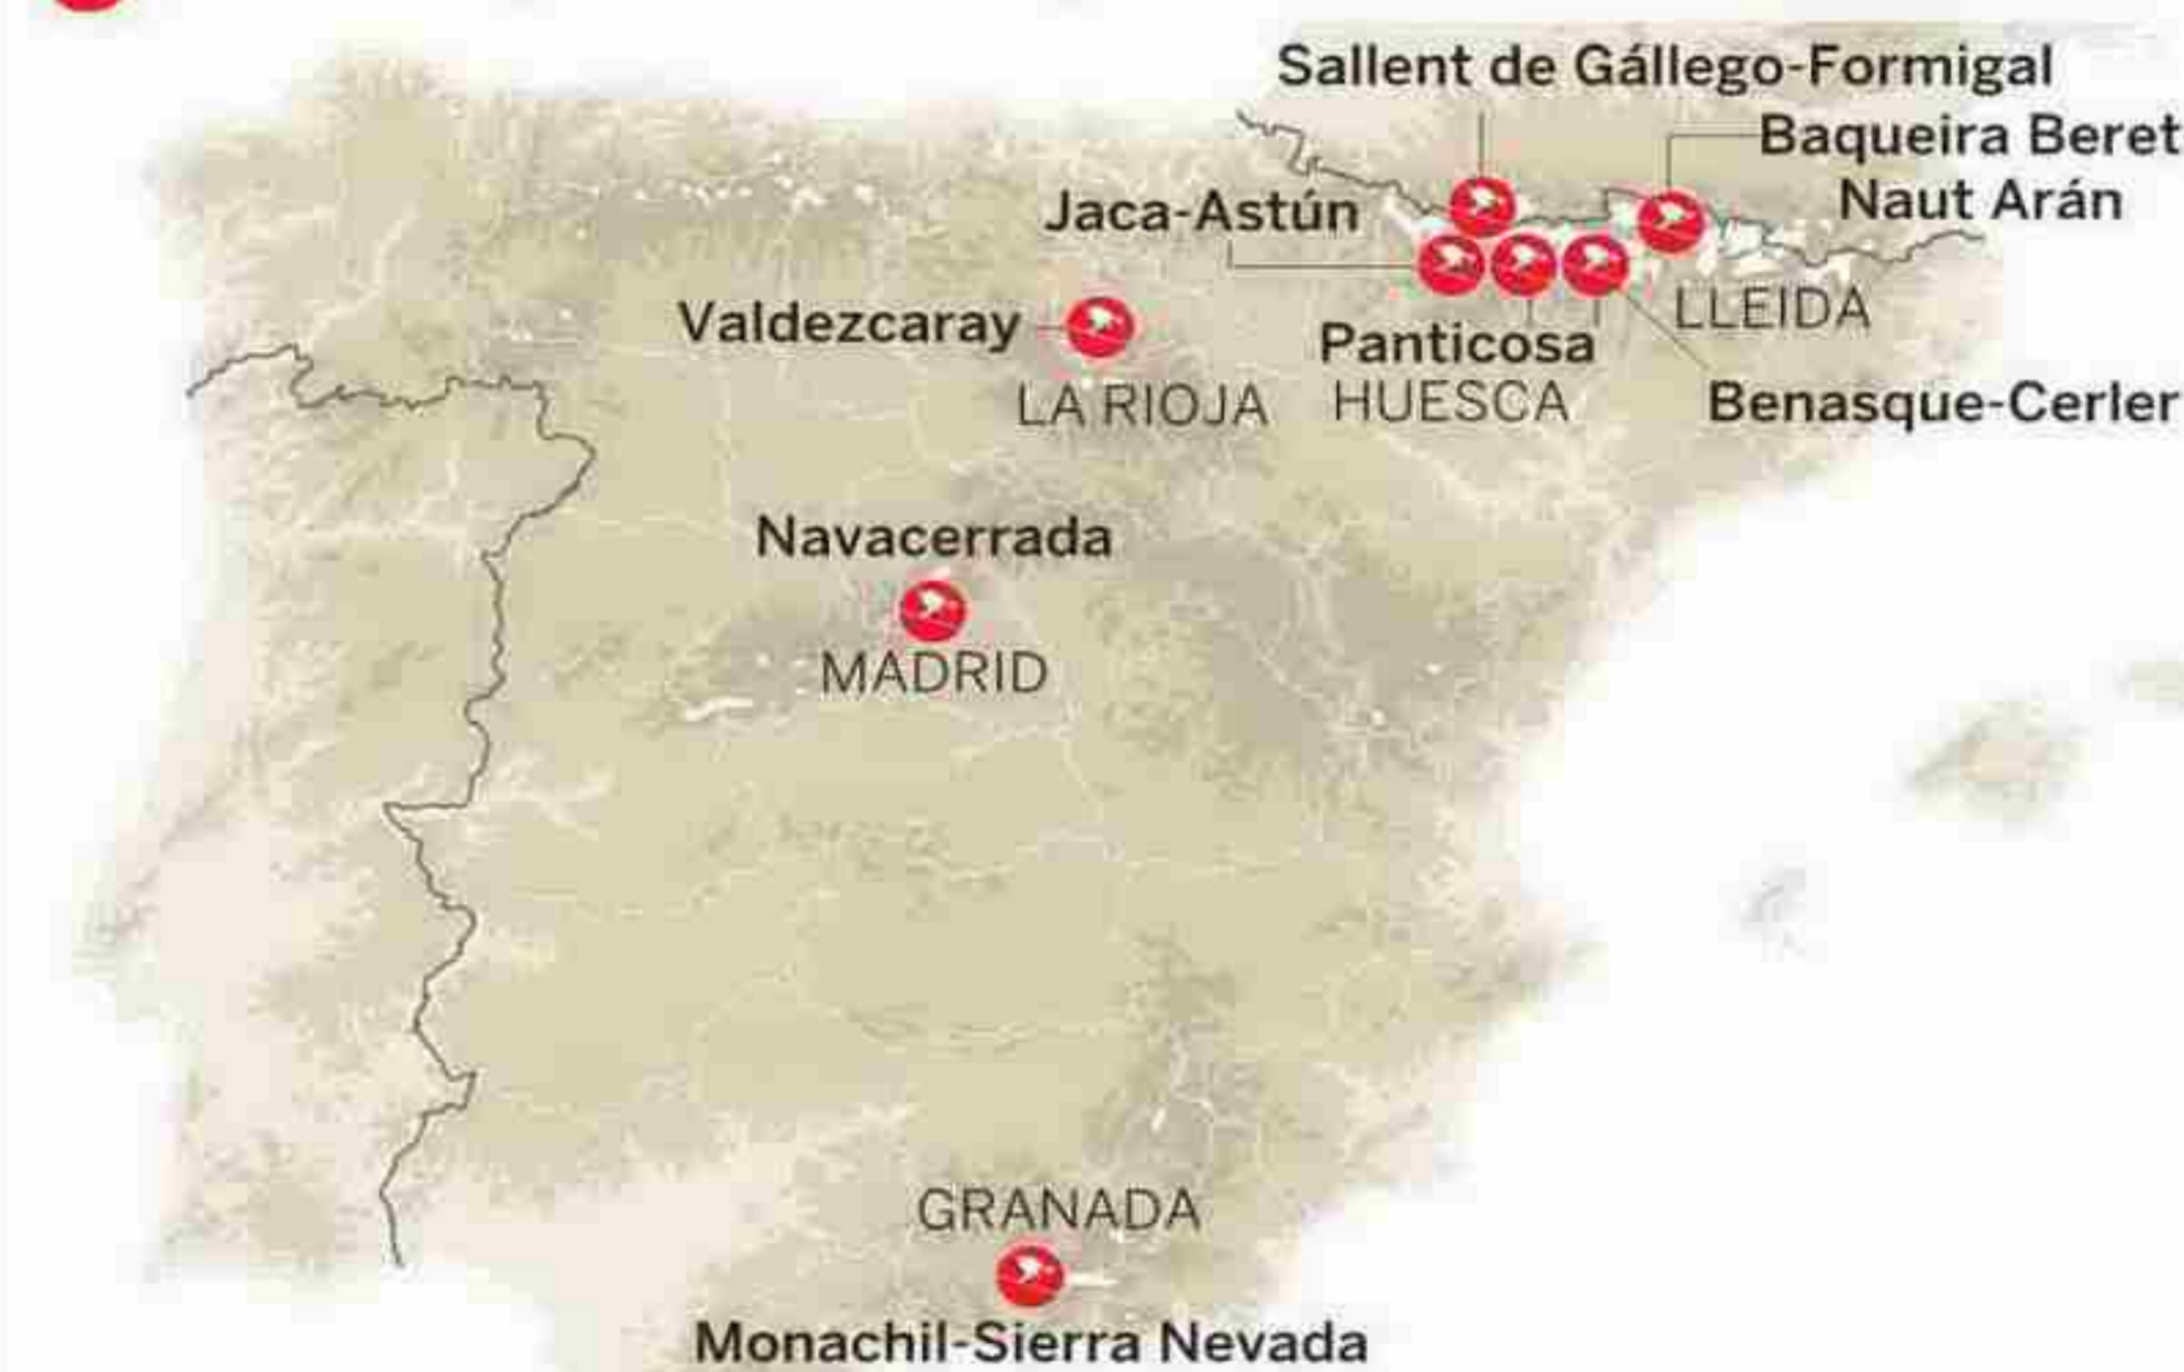 Sallent de Gállego-Formigal
Baqueira Beret
Naut Arán
Jaca-Astún
LLEIDA
Valdezcaray
Panticosa
LA RIOJA
HUESCA
Benasque-Cerler
Navacerrada
MADRID
GRANADA
Monachil-Sierra Nevada